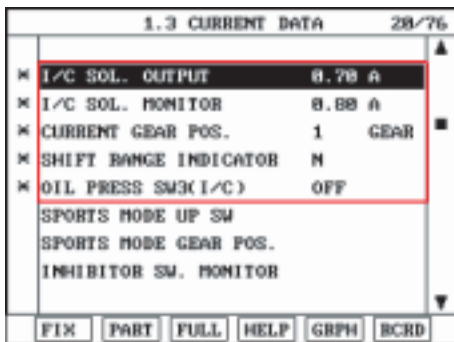 1.3 CURRENT DATA 20/76
* I/C SOL. OUTPUT 0.70 A
* I/C SOL. MONITOR 0.80 A
* CURRENT GEAR POS. 1 GEAR
* SHIFT RANGE INDICATOR N
* OIL PRESS SW3(I/C) OFF
SPORTS MODE UP SW
SPORTS MODE GEAR POS.
INHIBITOR SW. MONITOR
FIX PART FULL HELP GRPH RCRD